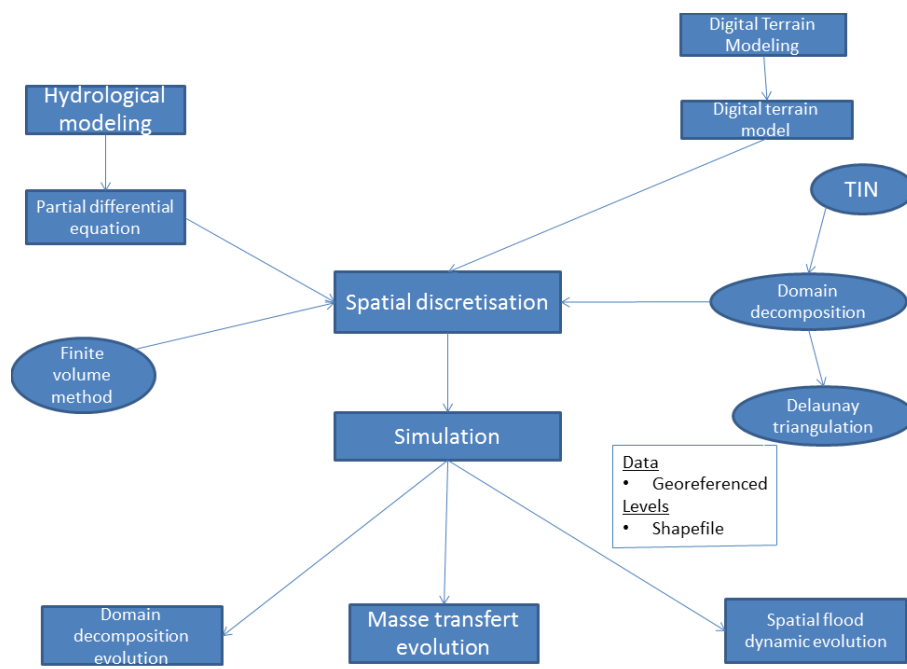 Digital Terrain
Modeling
Hydrological
modeling
Digital terrain
model
TIN
Partial differential
equation
Spatial discretisation
Domain
decomposition
Finite
volume
method
Delaunay
triangulation
Simulation
Data
• Georeferenced
Levels
• Shapefile
Domain
decomposition
evolution
Masse transfert
evolution
Spatial flood
dynamic evolution